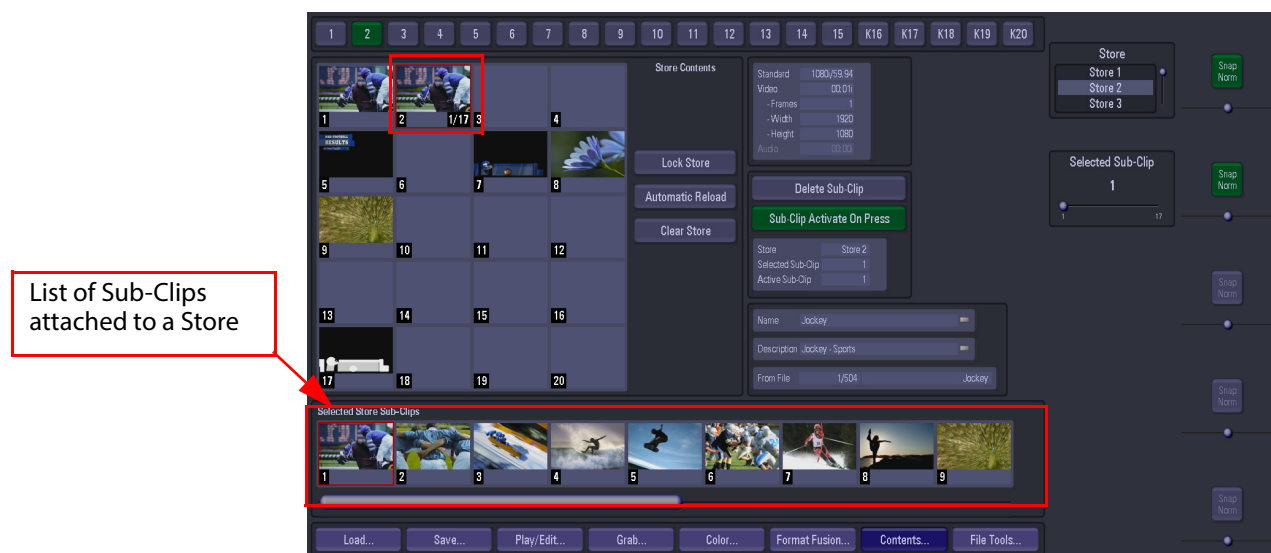 1 2 3 4 5 6 7 8 9 10 11 12 13 14 15 K16 K17 K18 K19 K20
Store Contents
1 2 1/17 3 4
RESULTS
5 6 7 8
9 10 11 12
13 14 15 16
17 18 19 20
Lock Store
Automatic Reload
Clear Store
Standard 1080i/59.94
Video 00:01i
- Frames 1
- Width 1920
- Height 1080
Audio 00:00i
Delete Sub-Clip
Sub-Clip Activate On Press
Store Store 2
Selected Sub-Clip 1
Active Sub-Clip 1
Name Jockey
Description Jockey - Sports
From File 1/504 Jockey
Store
Store 1
Store 2
Store 3
Selected Sub-Clip
1
1 17
Snap
Norm
Snap
Norm
Snap
Norm
Snap
Norm
Snap
Norm
List of Sub-Clips
attached to a Store
Selected Store Sub-Clips
1 2 3 4 5 6 7 8 9
Load... Save... Play/Edit... Grab... Color... Format Fusion... Contents... File Tools...